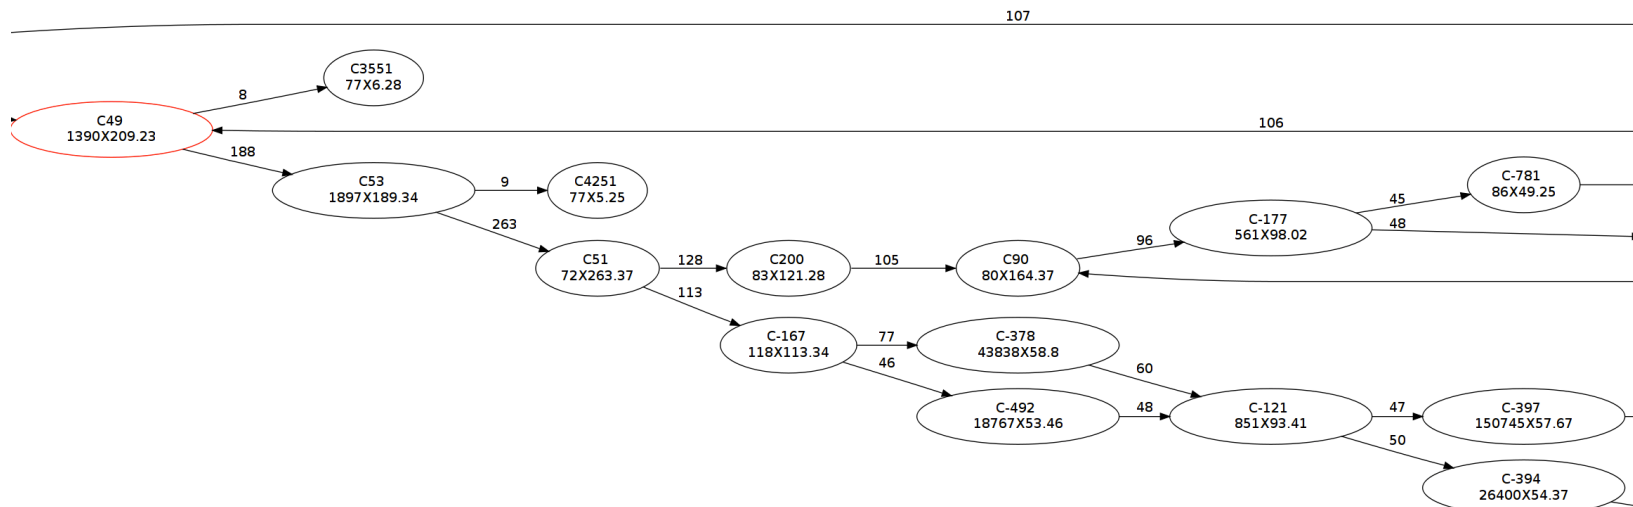 107
C3551
77X6.28
8
C49
1390X209.23
106
188
C53
1897X189.34
9
C4251
77X5.25
C-781
86X49.25
45
48
C-177
561X98.02
263
96
C51
72X263.37
128
C200
83X121.28
105
C90
80X164.37
113
C-167
118X113.34
77
C-378
43838X58.8
46
60
C-492
18767X53.46
48
C-121
851X93.41
47
C-397
150745X57.67
50
C-394
26400X54.37